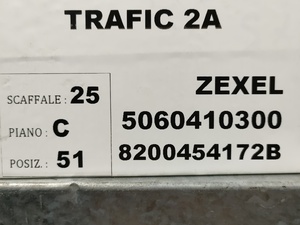 TRAFIC 2A
SCAFFALE : 25
PIANO : C
POSIZ. : 51
ZEXEL
5060410300
8200454172B